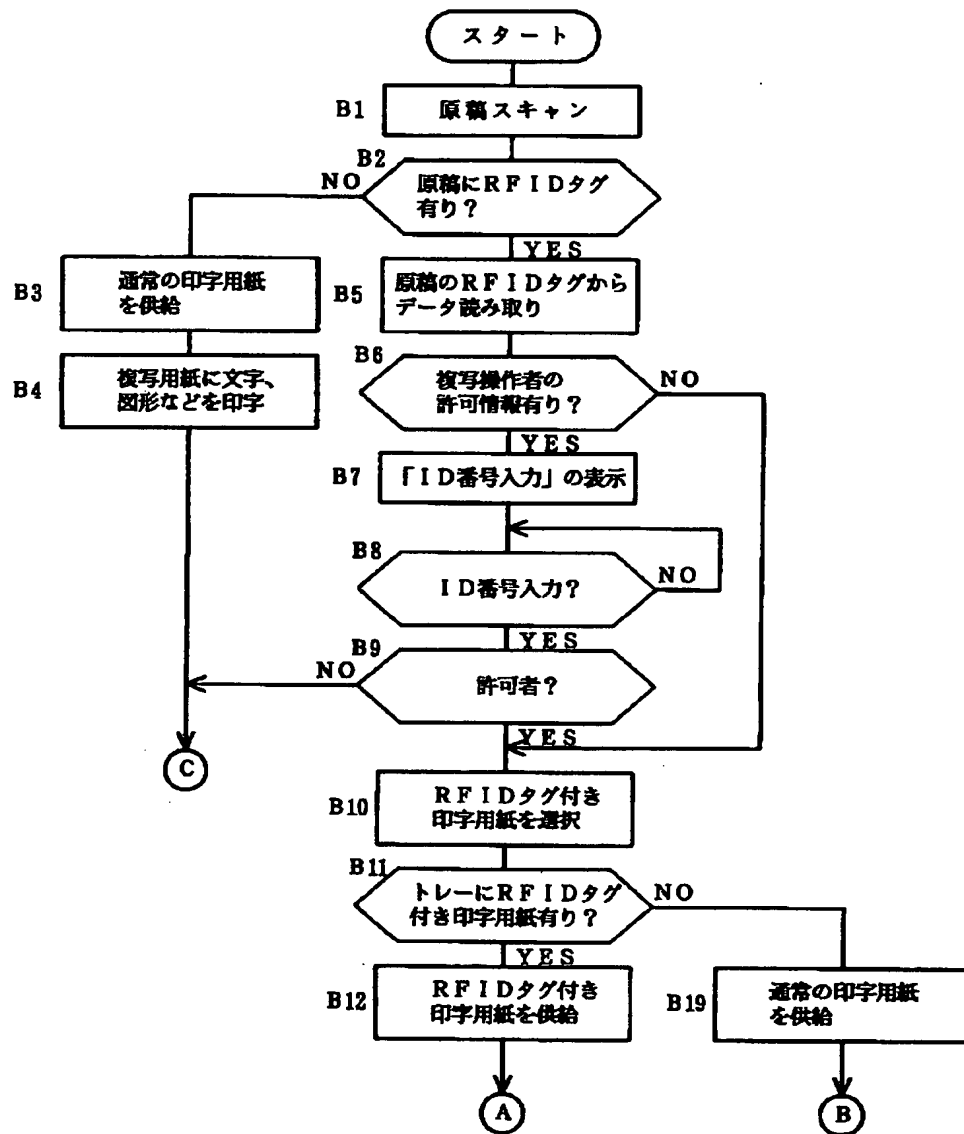 スタート
B1
原稿スキャン
B2
NO
原稿にＲＦＩＤタグ
有り？
YES
B3
通常の印字用紙
を供給
B5
原稿のＲＦＩＤタグから
データ読み取り
B4
複写用紙に文字、
図形などを印字
B6
複写操作者の
許可情報有り？
NO
YES
B7
「ＩＤ番号入力」の表示
B8
ＩＤ番号入力？
NO
YES
B9
NO
許可者？
YES
C
B10
ＲＦＩＤタグ付き
印字用紙を選択
B11
トレーにＲＦＩＤタグ
付き印字用紙有り？
NO
YES
B12
ＲＦＩＤタグ付き
印字用紙を供給
B19
通常の印字用紙
を供給
A
B